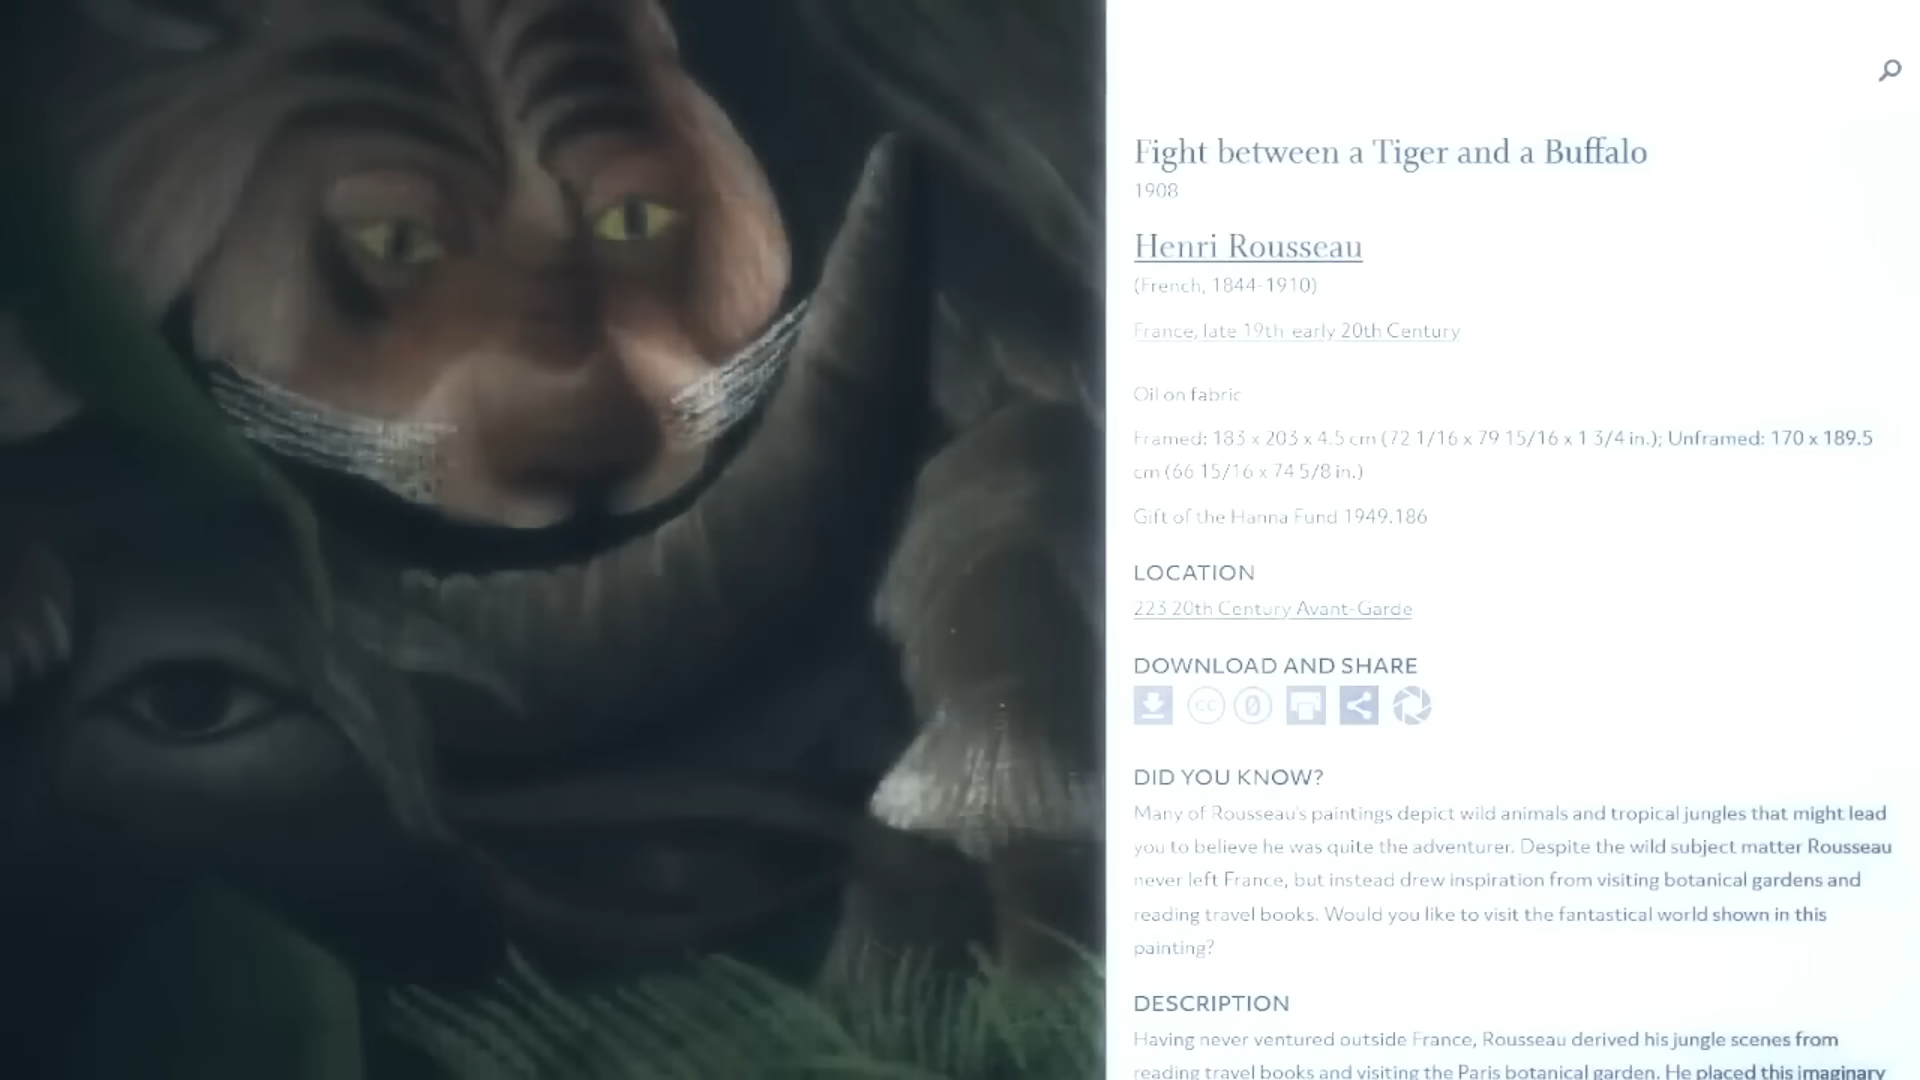 Fight between a Tiger and a Buffalo
1908
Henri Rousseau
(French, 1844-1910)
France, late 19th-early 20th Century
Oil on fabric
Framed: 183 x 203 x 4.5 cm (72 1/16 x 79 15/16 x 1 3/4 in.); Unframed: 170 x 189.5
cm (66 15/16 x 74 5/8 in.)
Gift of the Hanna Fund 1949.186
LOCATION
223 20th Century Avant-Garde
DOWNLOAD AND SHARE
CC 0
DID YOU KNOW?
Many of Rousseau's paintings depict wild animals and tropical jungles that might lead
you to believe he was quite the adventurer. Despite the wild subject matter Rousseau
never left France, but instead drew inspiration from visiting botanical gardens and
reading travel books. Would you like to visit the fantastical world shown in this
painting?
DESCRIPTION
Having never ventured outside France, Rousseau derived his jungle scenes from
reading travel books and visiting the Paris botanical garden. He placed this imaginary